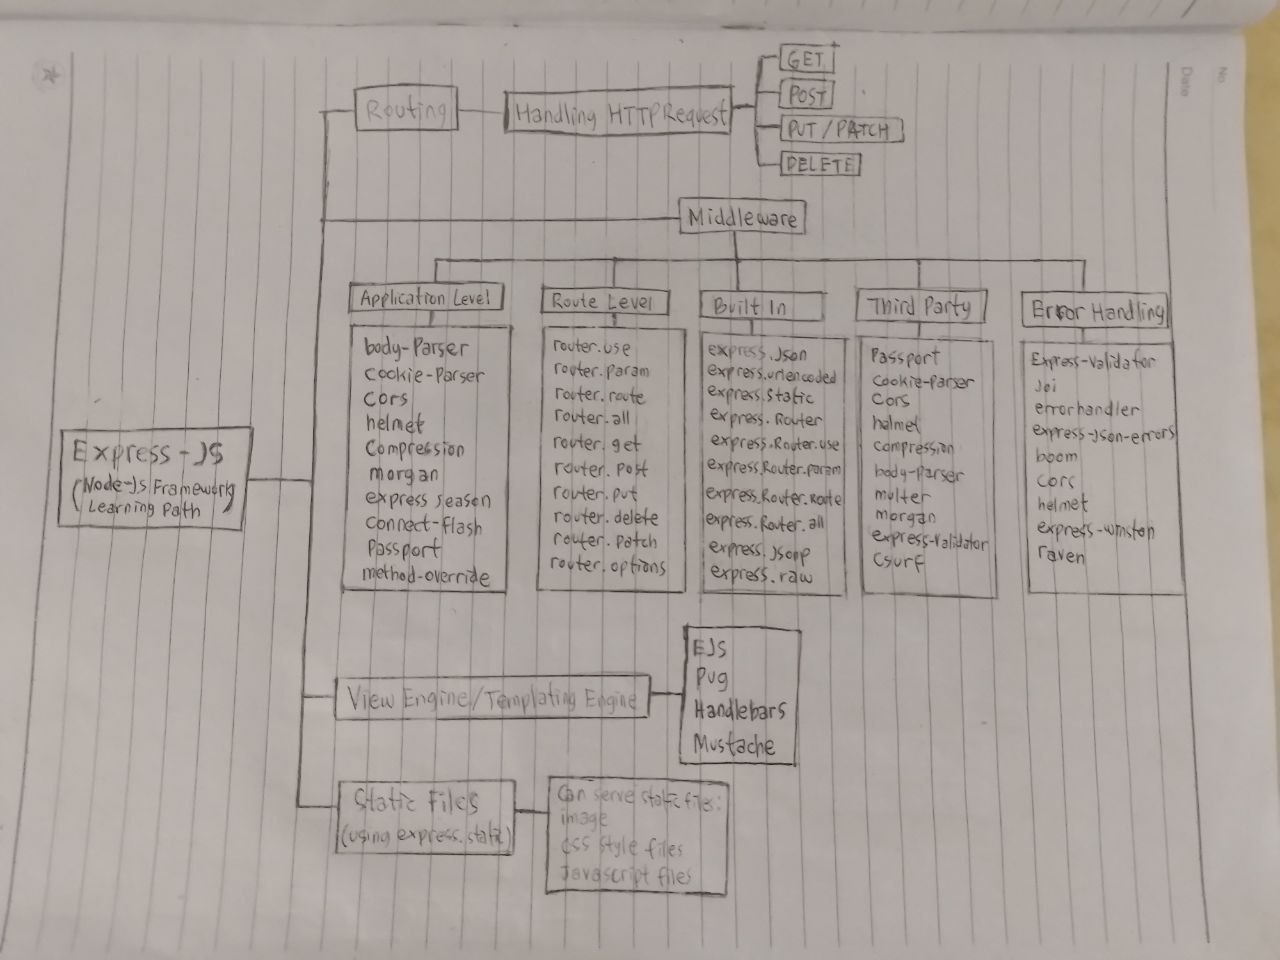 No.
Date
Routing
Handling HTTP Request
GET
POST
PUT / PATCH
DELETE
Middleware
Application Level
body-Parser
Cookie-Parser
Cors
helmet
Compression
morgan
express season
Connect-flash
Passport
method-override
Route Level
router.use
router.param
router.route
router.all
router.get
router.post
router.put
router.delete
router.patch
router.options
Built In
express.Json
express.urlencoded
express.Static
express.Router
express.Router.use
express.Router.param
express.Router.Route
express.Router.all
express.Jsopp
express.raw
Third Party
Passport
Cookie-Parser
Cors
helmet
Compression
body-Parser
multer
morgan
express-Validator
Csurf
Error Handling
Express-Validator
Joi
errorhandler
express-Json-errors
boom
cors
helmet
express-winston
raven
Express-JS
(Node-Js Framework
Learning Path)
View Engine/Templating Engine
EJS
Pug
Handlebars
Mustache
Static Files
(using express.static)
Can serve static files:
image
CSS style files
Javascript files